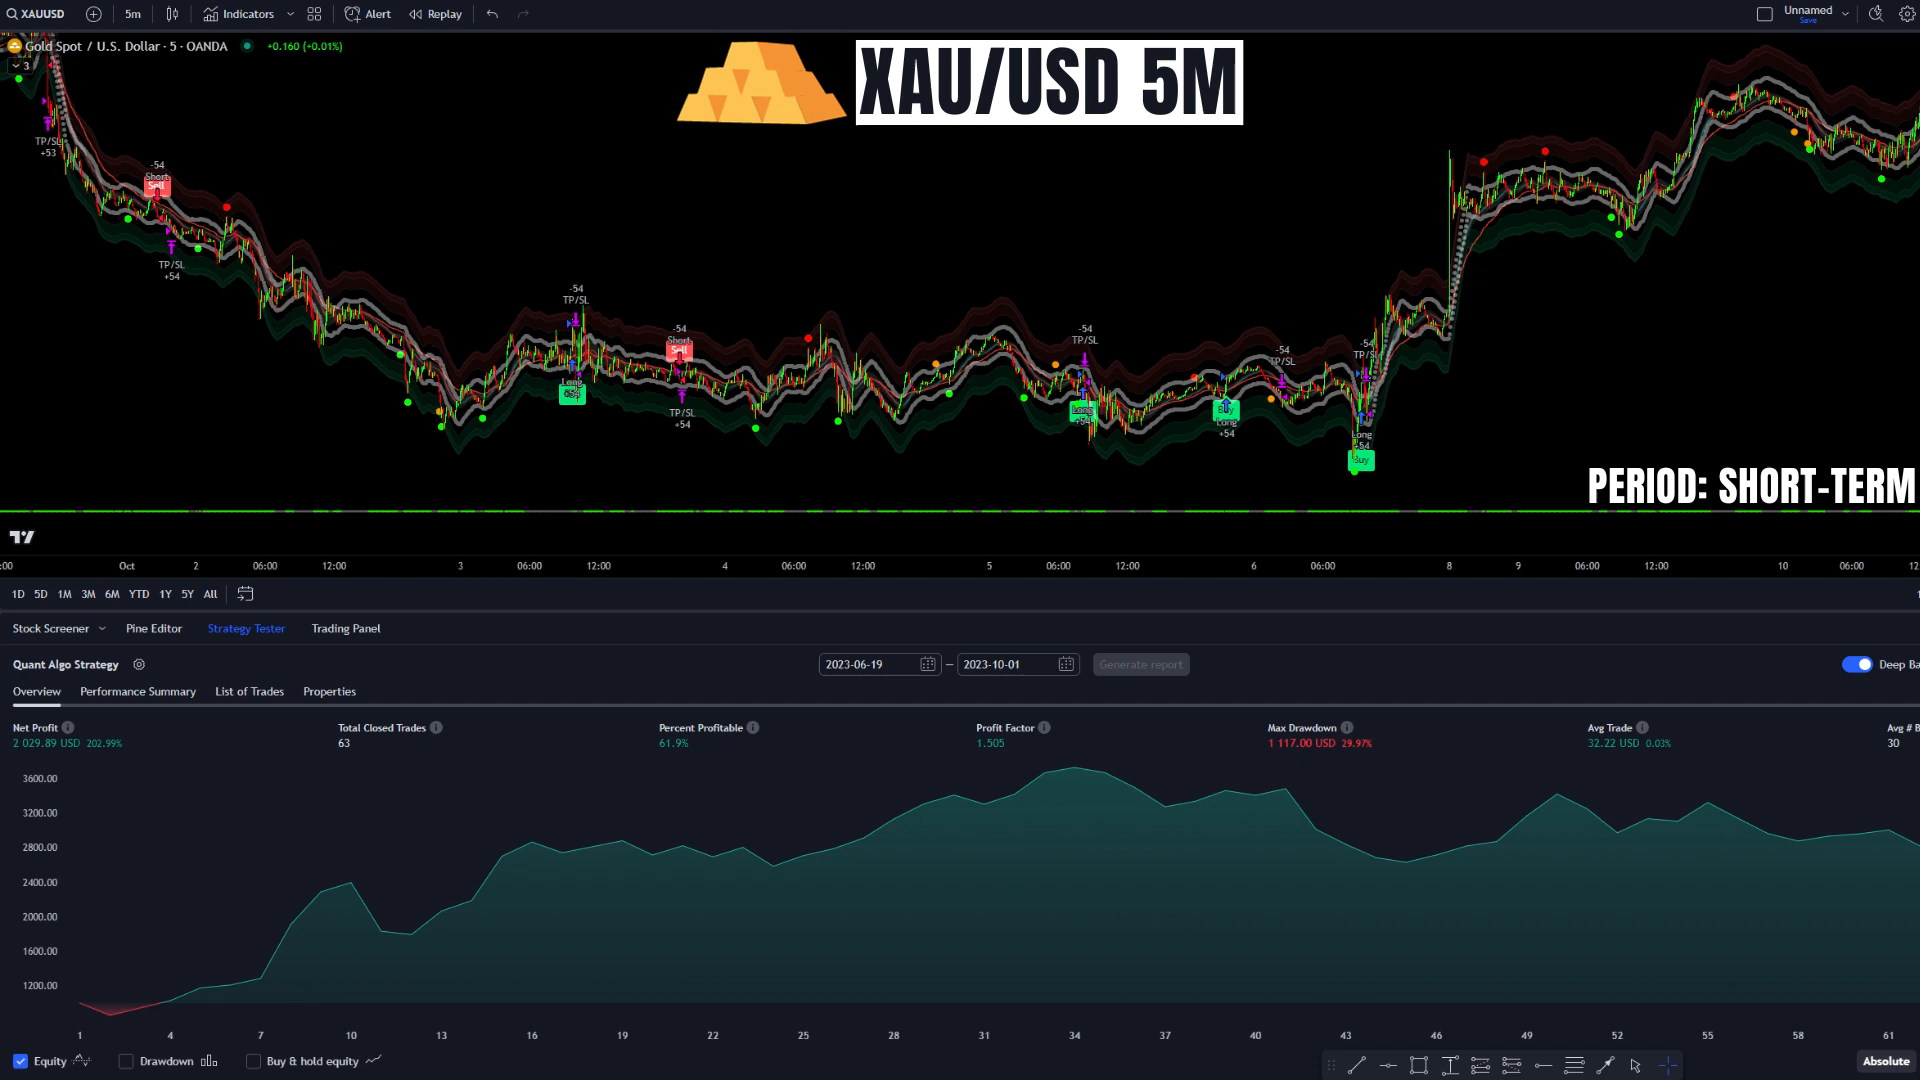 XAUUSD 5m Indicators Alert Replay Unnamed
Save
Gold Spot / U.S. Dollar · 5 · OANDA +0.160 (+0.01%)
3
XAU/USD 5M
TP/SL
+53
-54
Short
Sell
TP/SL
+54
-54
TP/SL
Long
+54
-54
Short
Sell
TP/SL
+54
-54
TP/SL
Long
+54
-54
TP/SL
Buy
Long
+54
-54
TP/SL
Long
+54
Buy
PERIOD: SHORT-TERM
:00 Oct 2 06:00 12:00 3 06:00 12:00 4 06:00 12:00 5 06:00 12:00 6 06:00 8 9 06:00 12:00 10 06:00 12
1D 5D 1M 3M 6M YTD 1Y 5Y All
Stock Screener Pine Editor Strategy Tester Trading Panel
Quant Algo Strategy 2023-06-19 – 2023-10-01 Generate report Deep Ba
Overview Performance Summary List of Trades Properties
Net Profit Total Closed Trades Percent Profitable Profit Factor Max Drawdown Avg Trade Avg # B
2 029.89 USD 202.99% 63 61.9% 1.505 1 117.00 USD 29.97% 32.22 USD 0.03% 30
3600.00
3200.00
2800.00
2400.00
2000.00
1600.00
1200.00
1 4 7 10 13 16 19 22 25 28 31 34 37 40 43 46 49 52 55 58 61
Equity Drawdown Buy & hold equity Absolute